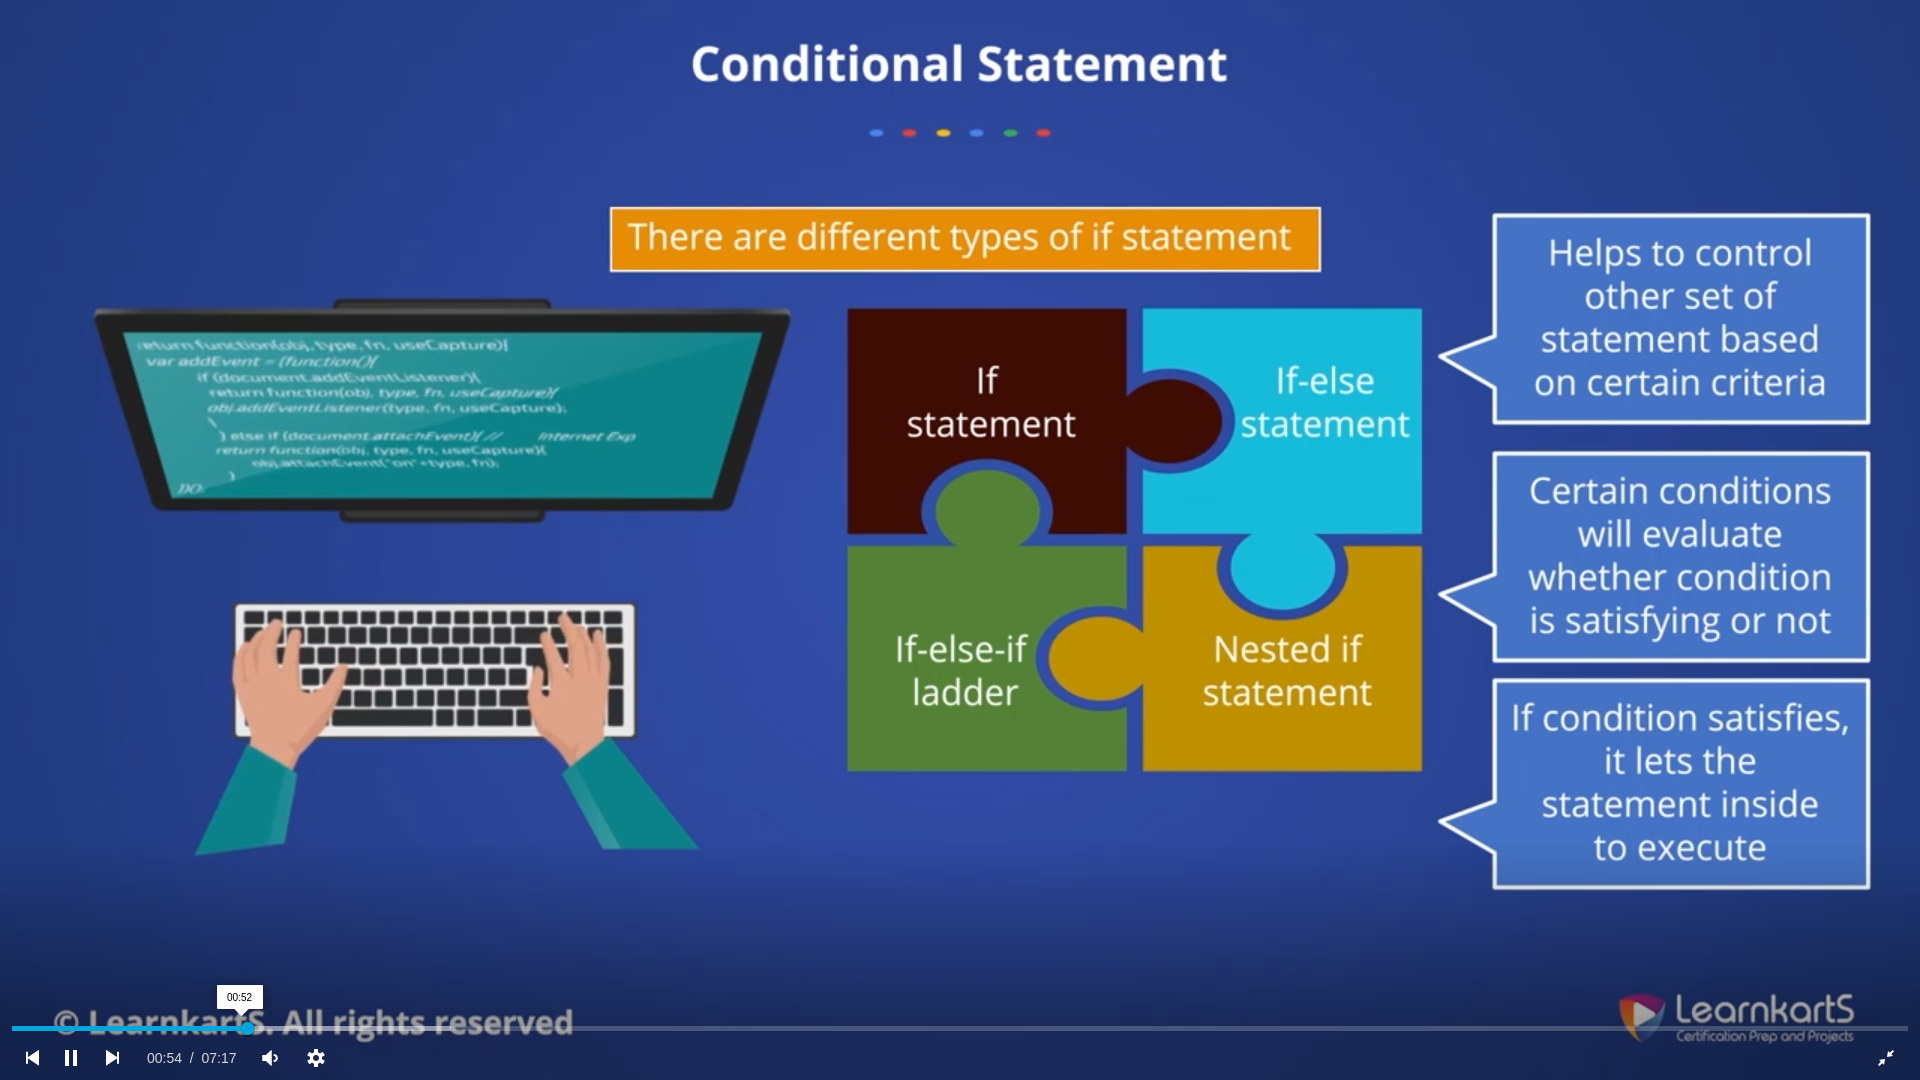 Conditional Statement
There are different types of if statement
return function(obj, type, fn, useCapture){
var addEvent = (function(){
if (document.addEventListener){
return function(obj, type, fn, useCapture){
obj.addEventListener(type, fn, useCapture);
} else if (document.attachEvent){ // Internet Exp
return function(obj, type, fn, useCapture){
obj.attachEvent("on"+type, fn);
}
If
statement
If-else
statement
If-else-if
ladder
Nested if
statement
Helps to control
other set of
statement based
on certain criteria
Certain conditions
will evaluate
whether condition
is satisfying or not
If condition satisfies,
it lets the
statement inside
to execute
00:52
© LearnkartS. All rights reserved
LearnkartS
Certification Prep and Projects
00:54 / 07:17